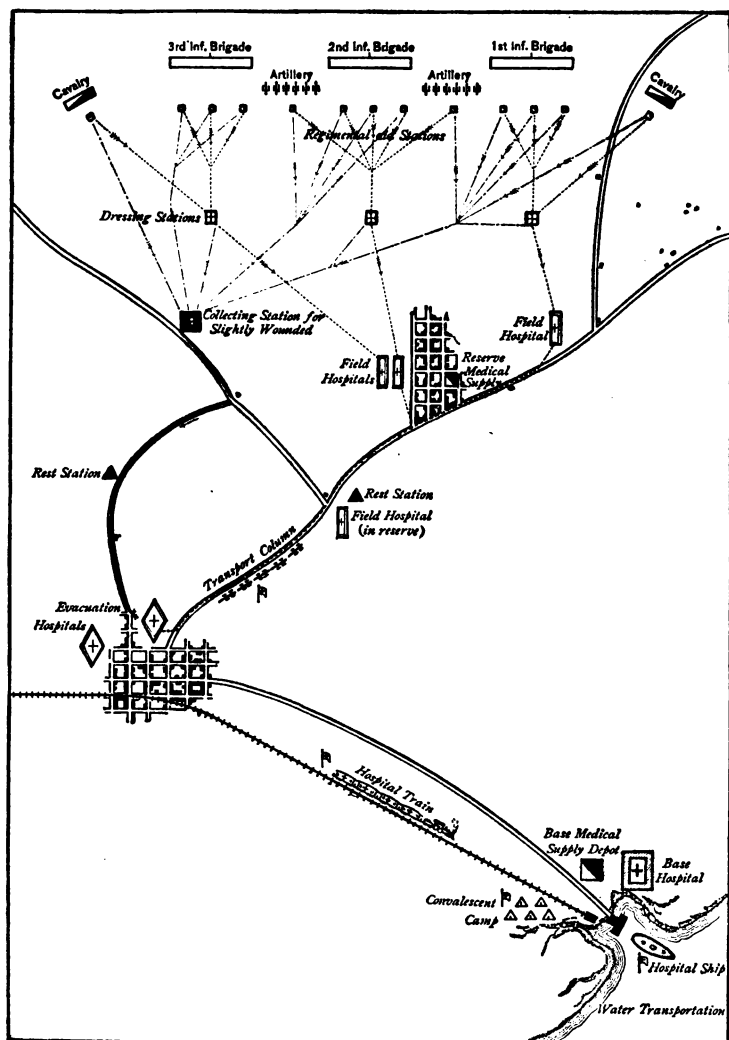 3rd Inf. Brigade
2nd Inf. Brigade
1st Inf. Brigade
Cavalry
Artillery
Artillery
Cavalry
Regimental aid Stations
Dressing Stations
Collecting Station for
Slightly Wounded
Field
Hospital
Field
Hospitals
Reserve
Medical
Supply
Rest Station
Rest Station
Field Hospital
(in reserve)
Transport Column
Evacuation
Hospitals
Hospital Train
Base Medical
Supply Depot
Base
Hospital
Convalescent
Camp
Hospital Ship
Water Transportation